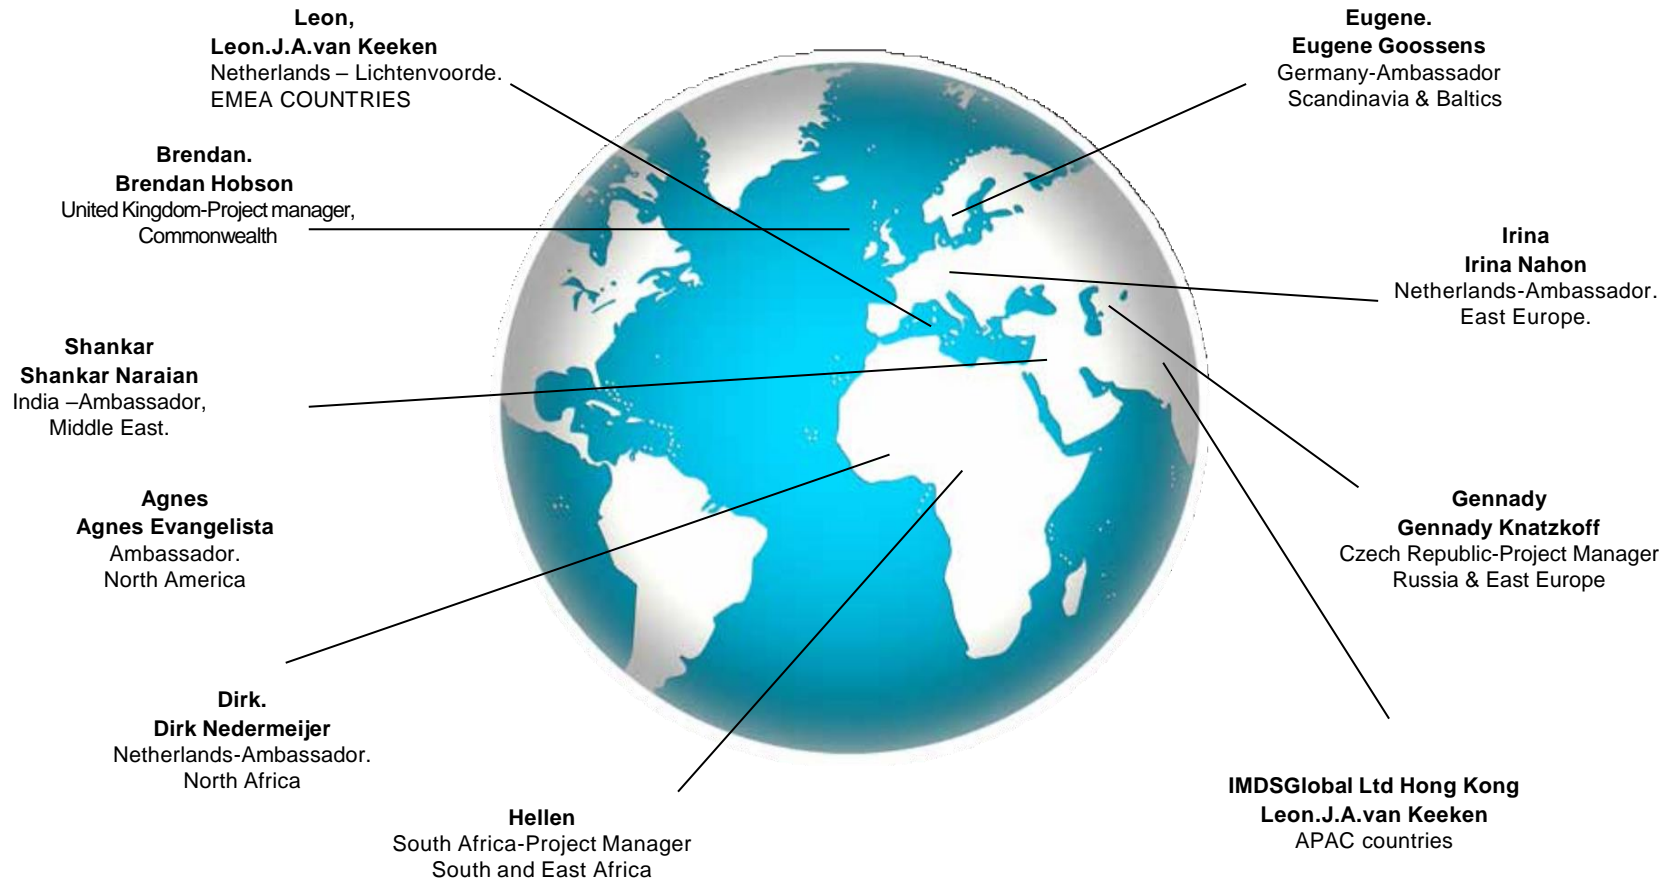 Leon,
Leon.J.A.van Keeken
Netherlands – Lichtenvoorde.
EMEA COUNTRIES
Eugene.
Eugene Goossens
Germany-Ambassador
Scandinavia & Baltics
Brendan.
Brendan Hobson
United Kingdom-Project manager,
Commonwealth
Irina
Irina Nahon
Netherlands-Ambassador.
East Europe.
Shankar
Shankar Naraian
India –Ambassador,
Middle East.
Agnes
Agnes Evangelista
Ambassador.
North America
Gennady
Gennady Knatzkoff
Czech Republic-Project Manager
Russia & East Europe
Dirk.
Dirk Nedermeijer
Netherlands-Ambassador.
North Africa
Hellen
South Africa-Project Manager
South and East Africa
IMDSGlobal Ltd Hong Kong
Leon.J.A.van Keeken
APAC countries